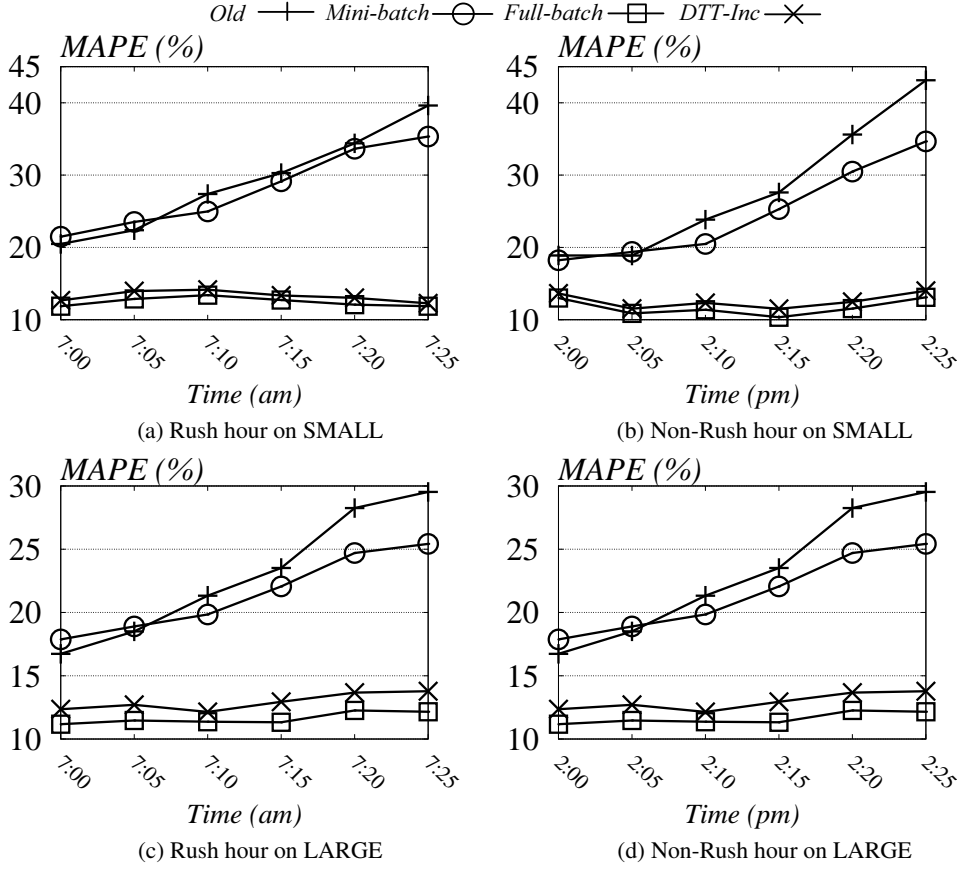 Old Mini-batch Full-batch DTT-Inc
MAPE (%)
45
40
30
20
10
7:00 7:05 7:10 7:15 7:20 7:25
Time (am)
(a) Rush hour on SMALL
MAPE (%)
45
40
30
20
10
2:00 2:05 2:10 2:15 2:20 2:25
Time (pm)
(b) Non-Rush hour on SMALL
MAPE (%)
30
25
20
15
10
7:00 7:05 7:10 7:15 7:20 7:25
Time (am)
(c) Rush hour on LARGE
MAPE (%)
30
25
20
15
10
2:00 2:05 2:10 2:15 2:20 2:25
Time (pm)
(d) Non-Rush hour on LARGE